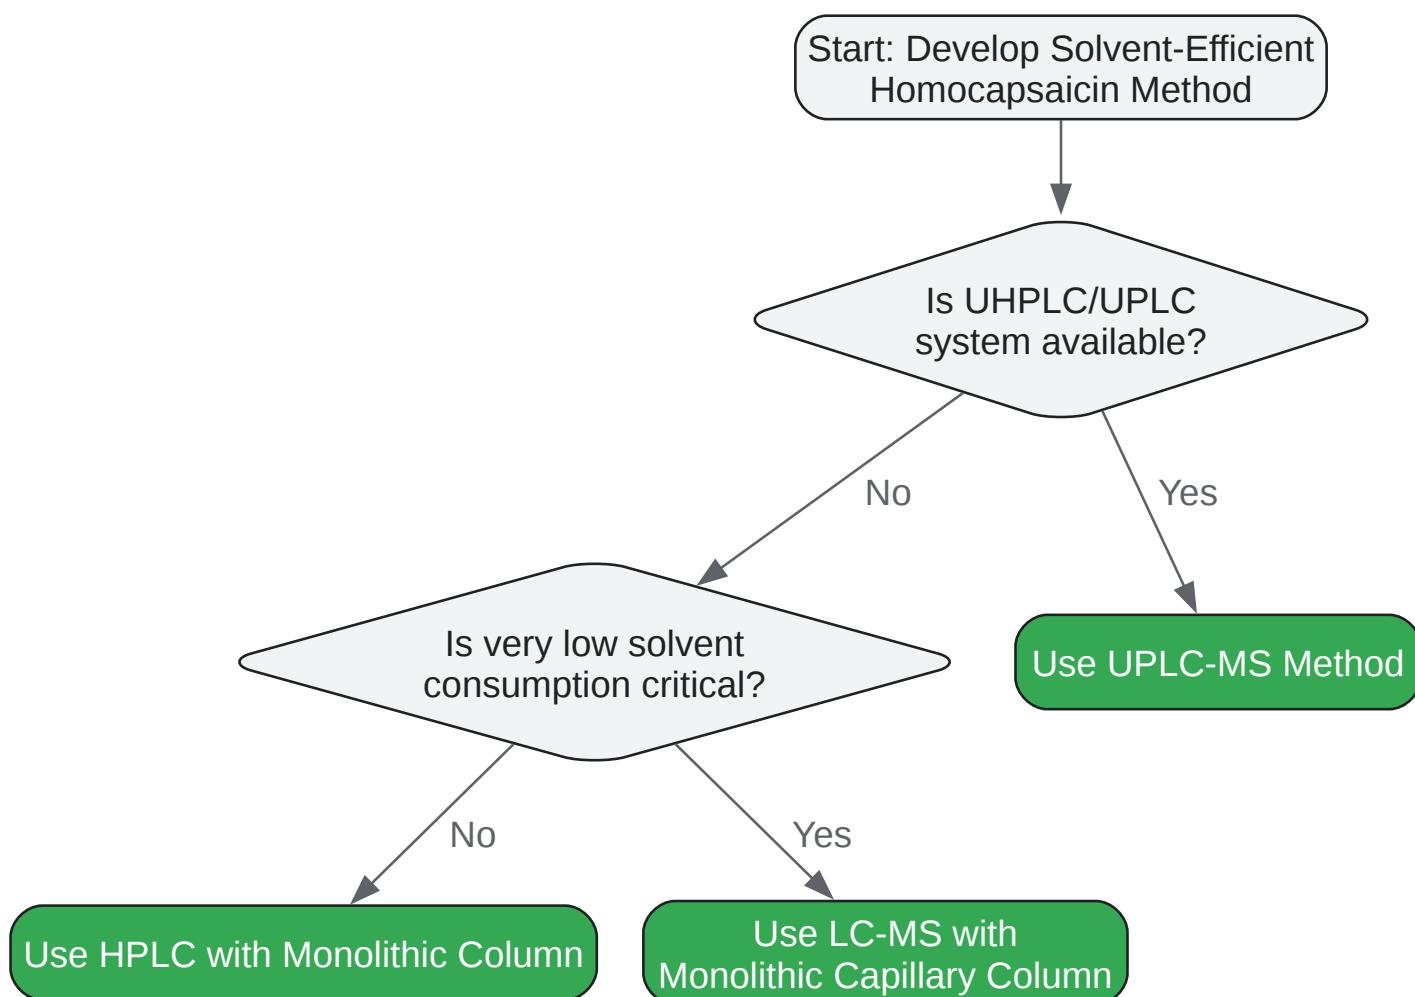 Start: Develop Solvent-Efficient
Homocapsaicin Method
Is UHPLC/UPLC
system available?
No
Yes
Is very low solvent
consumption critical?
Use UPLC-MS Method
No
Yes
Use HPLC with Monolithic Column
Use LC-MS with
Monolithic Capillary Column